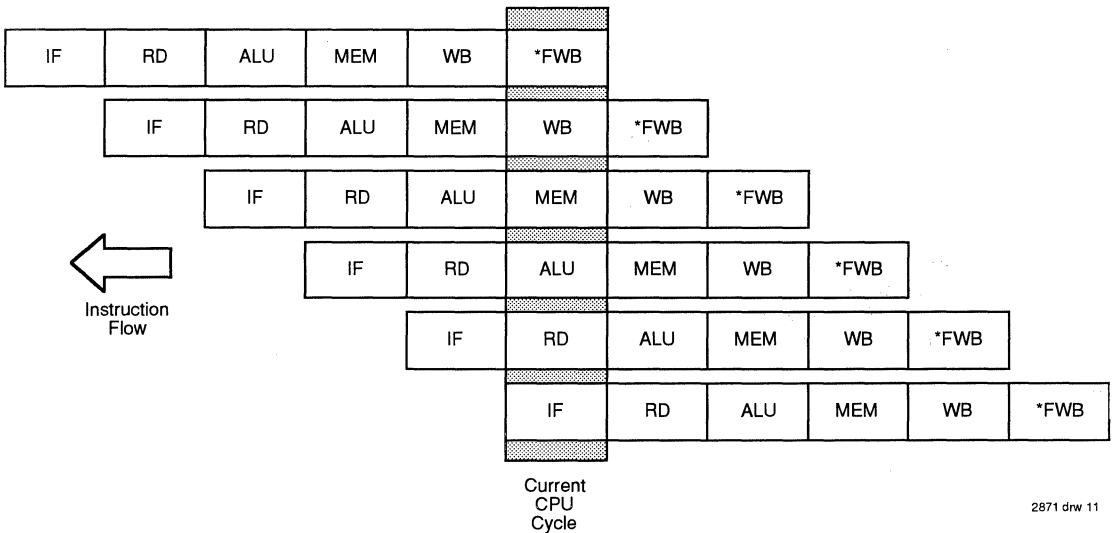 IF RD ALU MEM WB *FWB
IF RD ALU MEM WB *FWB
IF RD ALU MEM WB *FWB
IF RD ALU MEM WB *FWB
Instruction
Flow
IF RD ALU MEM WB *FWB
IF RD ALU MEM WB *FWB
Current
CPU
Cycle
2871 drw 11